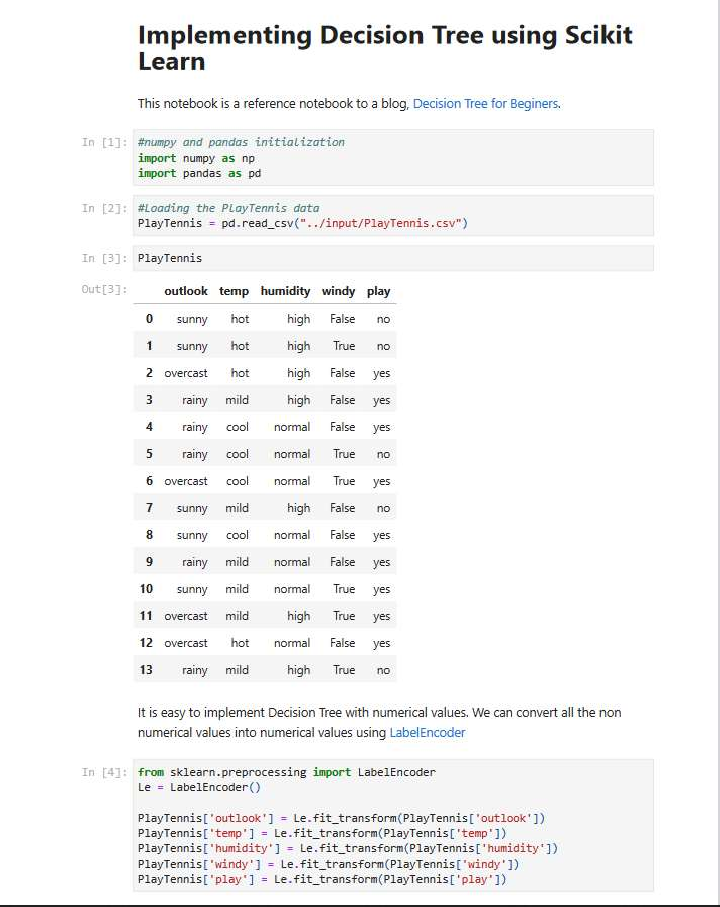 Implementing Decision Tree using Scikit
Learn
This notebook is a reference notebook to a blog, Decision Tree for Beginers.
In [1]: #numpy and pandas initialization
import numpy as np
import pandas as pd
In [2]: #Loading the PLayTennis data
PlayTennis = pd.read_csv("../input/PlayTennis.csv")
In [3]: PlayTennis
Out[3]: outlook temp humidity windy play
0 sunny hot high False no
1 sunny hot high True no
2 overcast hot high False yes
3 rainy mild high False yes
4 rainy cool normal False yes
5 rainy cool normal True no
6 overcast cool normal True yes
7 sunny mild high False no
8 sunny cool normal False yes
9 rainy mild normal False yes
10 sunny mild normal True yes
11 overcast mild high True yes
12 overcast hot normal False yes
13 rainy mild high True no
It is easy to implement Decision Tree with numerical values. We can convert all the non
numerical values into numerical values using LabelEncoder
In [4]: from sklearn.preprocessing import LabelEncoder
Le = LabelEncoder()
PlayTennis['outlook'] = Le.fit_transform(PlayTennis['outlook'])
PlayTennis['temp'] = Le.fit_transform(PlayTennis['temp'])
PlayTennis['humidity'] = Le.fit_transform(PlayTennis['humidity'])
PlayTennis['windy'] = Le.fit_transform(PlayTennis['windy'])
PlayTennis['play'] = Le.fit_transform(PlayTennis['play'])